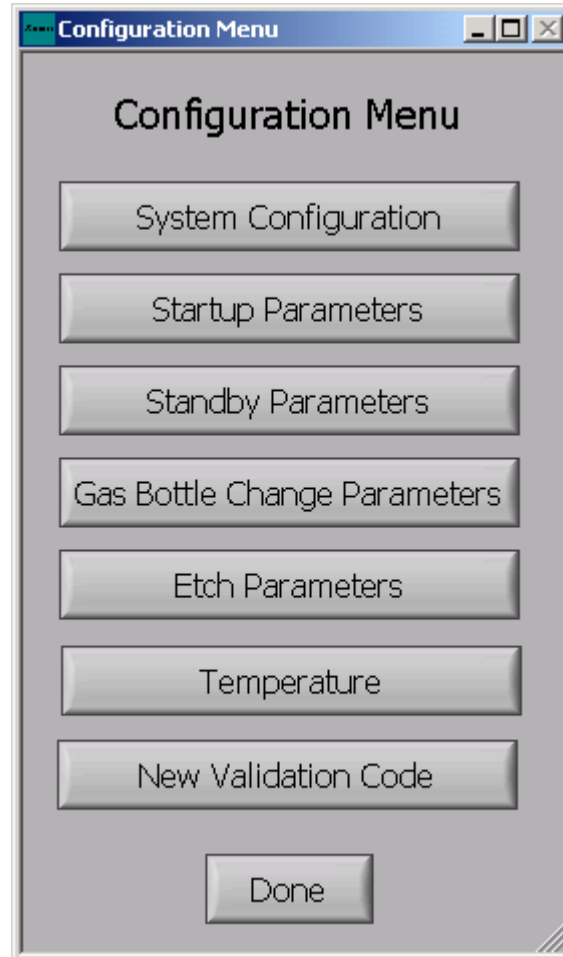 Configuration Menu
Configuration Menu
System Configuration
Startup Parameters
Standby Parameters
Gas Bottle Change Parameters
Etch Parameters
Temperature
New Validation Code
Done